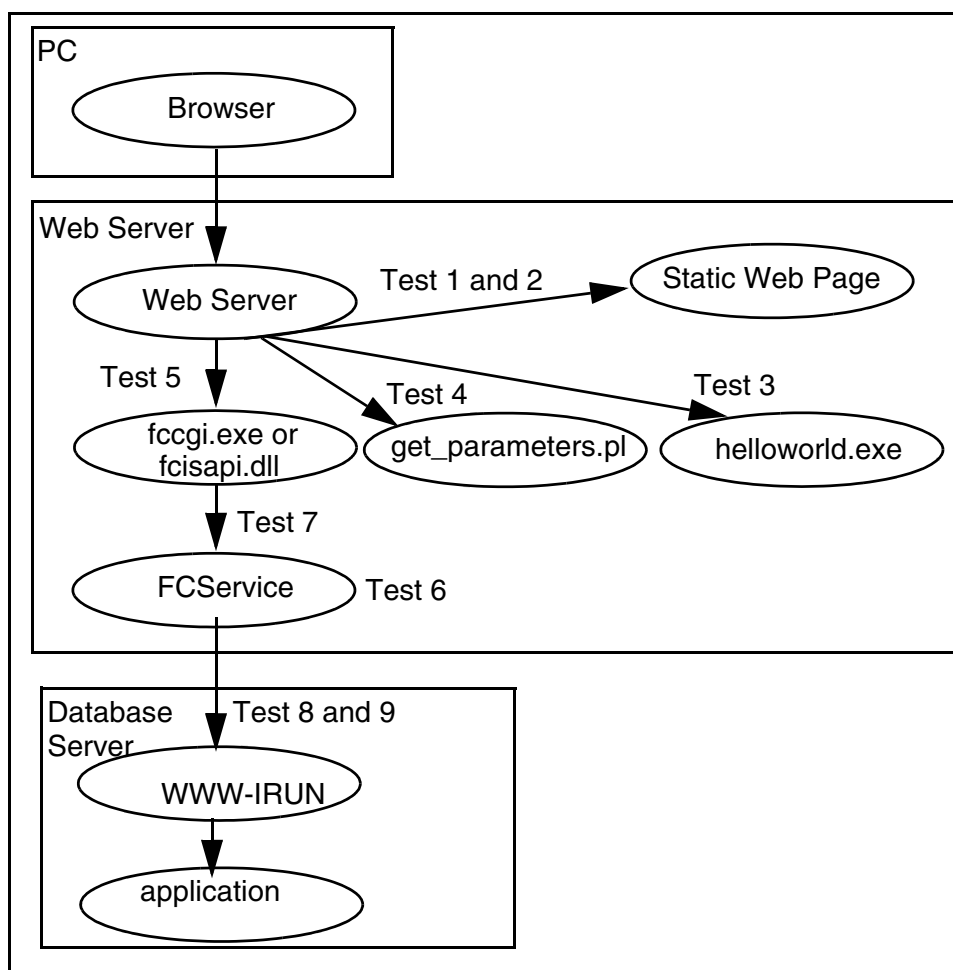 PC
Browser
Web Server
Web Server
Test 1 and 2
Static Web Page
Test 5
Test 4
Test 3
fccgi.exe or
fcisapi.dll
get_parameters.pl
helloworld.exe
Test 7
FCService
Test 6
Database
Server
Test 8 and 9
WWW-IRUN
application